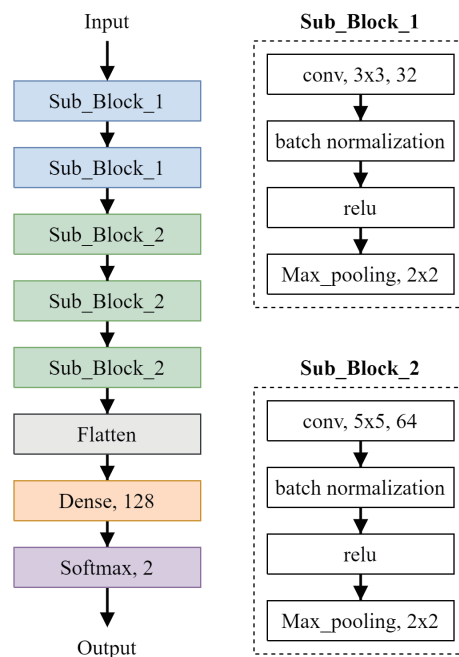 Input
Sub_Block_1
Sub_Block_1
Sub_Block_2
Sub_Block_2
Sub_Block_2
Flatten
Dense, 128
Softmax, 2
Output
Sub_Block_1
conv, 3x3, 32
batch normalization
relu
Max_pooling, 2x2
Sub_Block_2
conv, 5x5, 64
batch normalization
relu
Max_pooling, 2x2